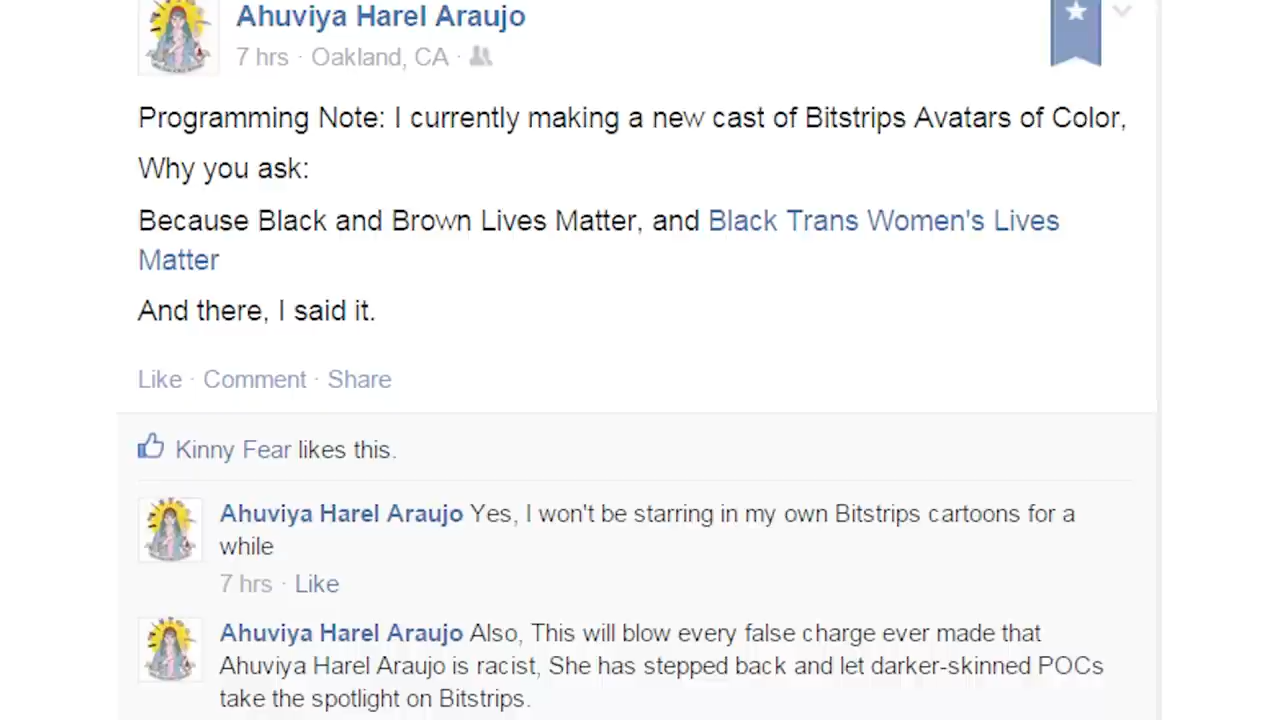 Ahuviya Harel Araujo
7 hrs · Oakland, CA ·
Programming Note: I currently making a new cast of Bitstrips Avatars of Color,
Why you ask:
Because Black and Brown Lives Matter, and Black Trans Women's Lives
Matter
And there, I said it.
Like · Comment · Share
Kinny Fear likes this.
Ahuviya Harel Araujo Yes, I won't be starring in my own Bitstrips cartoons for a
while
7 hrs · Like
Ahuviya Harel Araujo Also, This will blow every false charge ever made that
Ahuviya Harel Araujo is racist, She has stepped back and let darker-skinned POCs
take the spotlight on Bitstrips.